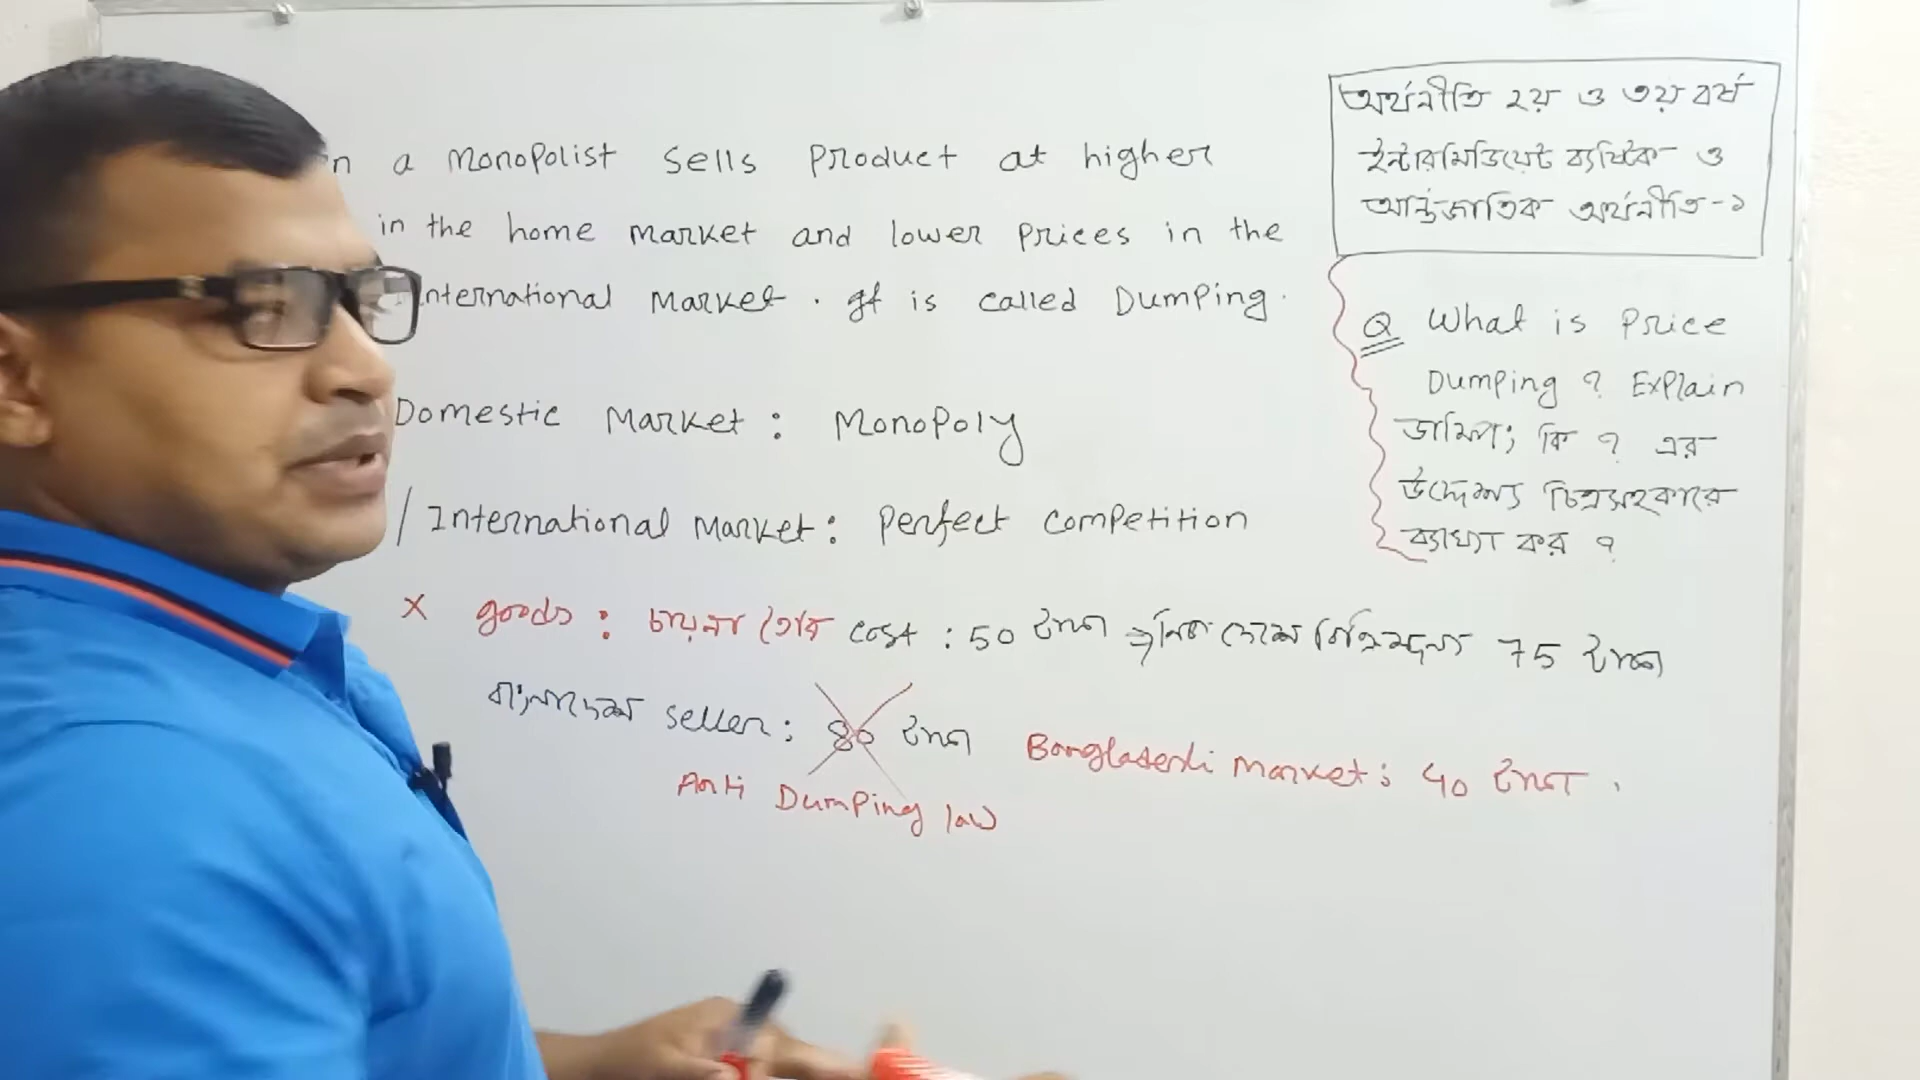 n a monopolist sells product at higher
in the home market and lower prices in the
International market. It is called Dumping.
Domestic market: Monopoly
/ International market: perfect competition
X goods: চায়না তৈরি cost: 50 টাকা ⇒ নিজ দেশে বিক্রিমূল্য 75 টাকা
বাংলাদেশ seller: 80 টাকা
Bangladeshi market: 40 টাকা.
Anti Dumping law
অর্থনীতি ২য় ও ৩য় বর্ষ
ইন্টারমিডিয়েট ব্যষ্টিক ও
আন্তর্জাতিক অর্থনীতি-১
Q What is price
Dumping? Explain
ডাম্পিং কি? এর
উদ্দেশ্য চিত্রসহকারে
ব্যাখ্যা কর?